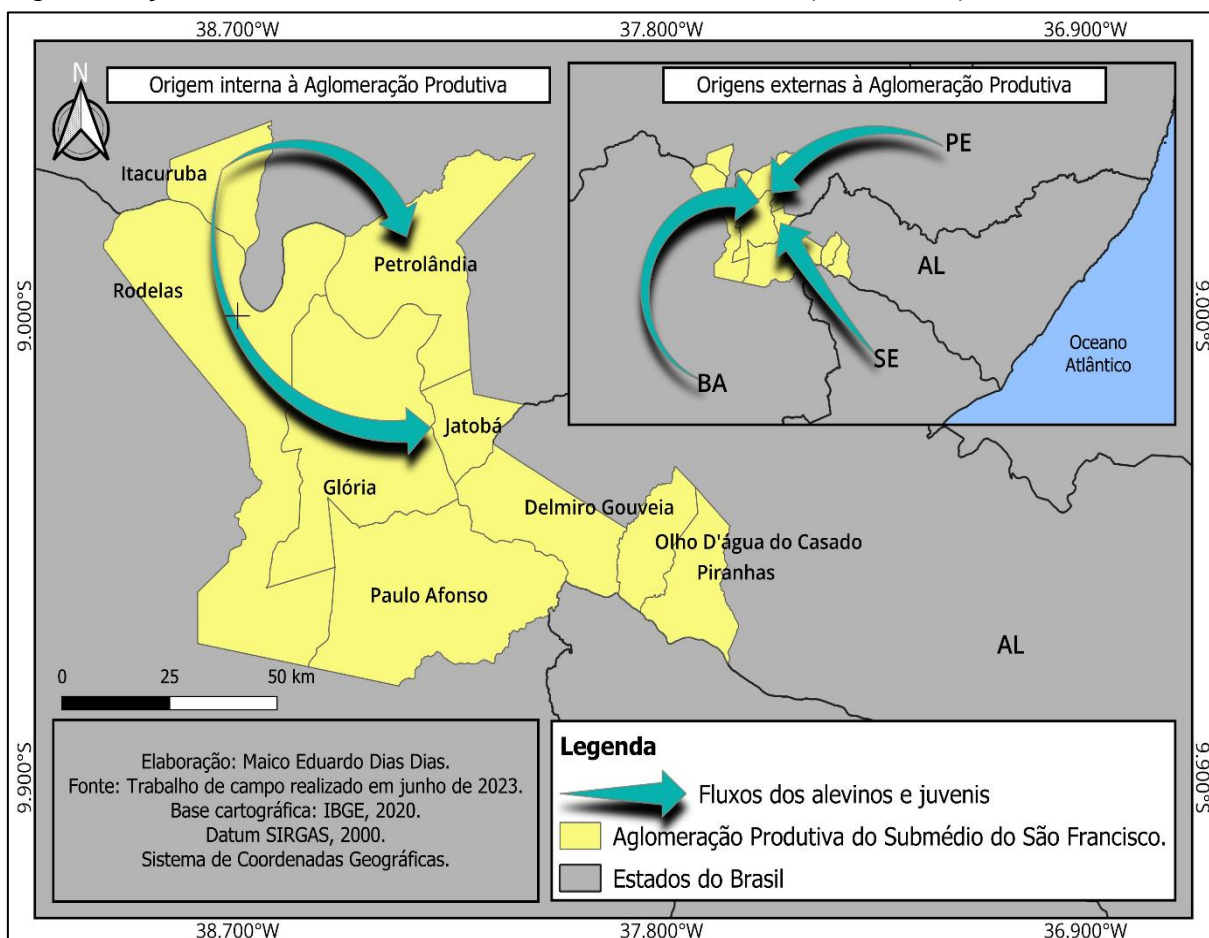 38.700°W 37.800°W 36.900°W
N
Origem interna à Aglomeração Produtiva
Origens externas à Aglomeração Produtiva
Itacuruba
Petrolândia
Rodelas
Jatobá
Glória
Delmiro Gouveia
Olho D'água do Casado
Piranhas
Paulo Afonso
AL
PE
AL
SE
BA
Oceano
Atlântico
9.000°S
9.000°S
0 25 50 km
Elaboração: Maico Eduardo Dias Dias.
Fonte: Trabalho de campo realizado em junho de 2023.
Base cartográfica: IBGE, 2020.
Datum SIRGAS, 2000.
Sistema de Coordenadas Geográficas.
Legenda
Fluxos dos alevinos e juvenis
Aglomeração Produtiva do Submédio do São Francisco.
Estados do Brasil
9.900°S
9.900°S
38.700°W 37.800°W 36.900°W